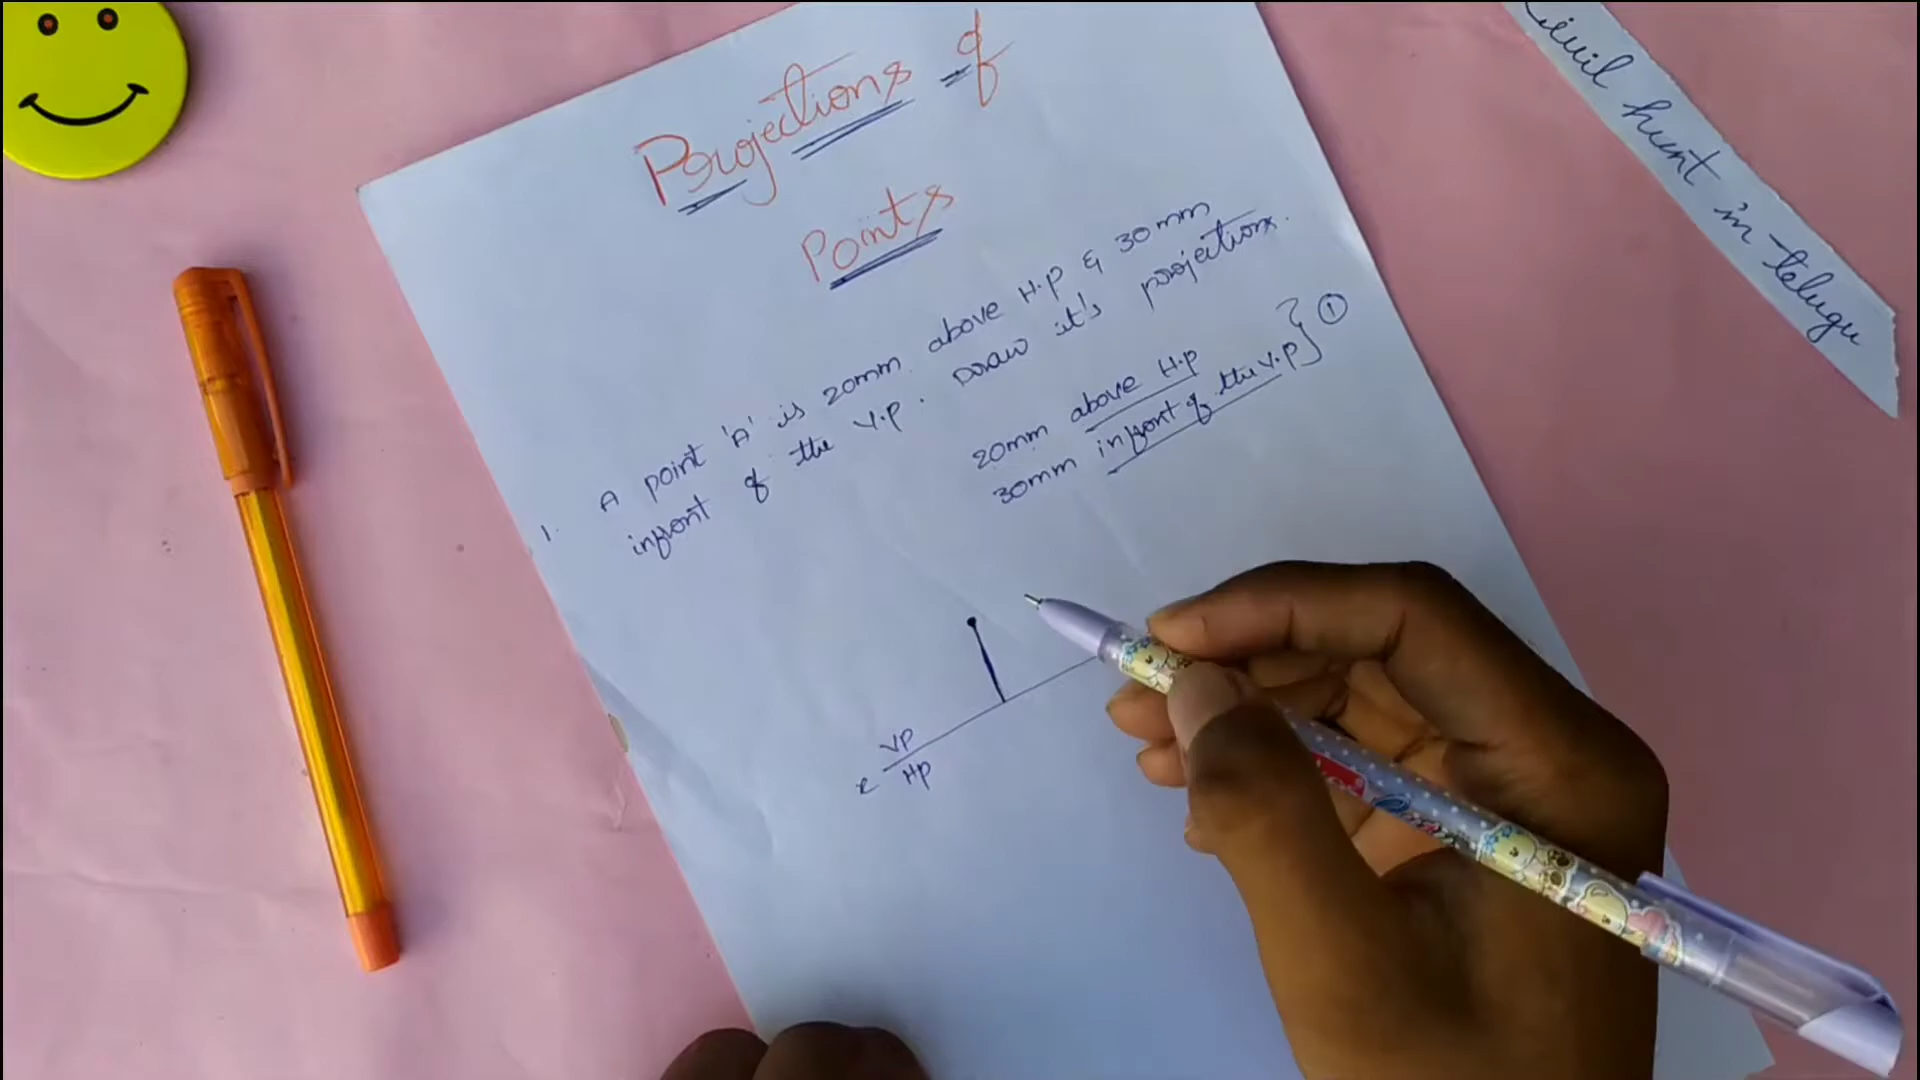 Projections of
Points
1. A point 'A' is 20mm above H.P & 30mm
infront of the V.P. Draw it's projections.
20mm above H.P
30mm infront of the V.P } ①
VP
x HP
Civil hunt in telugu